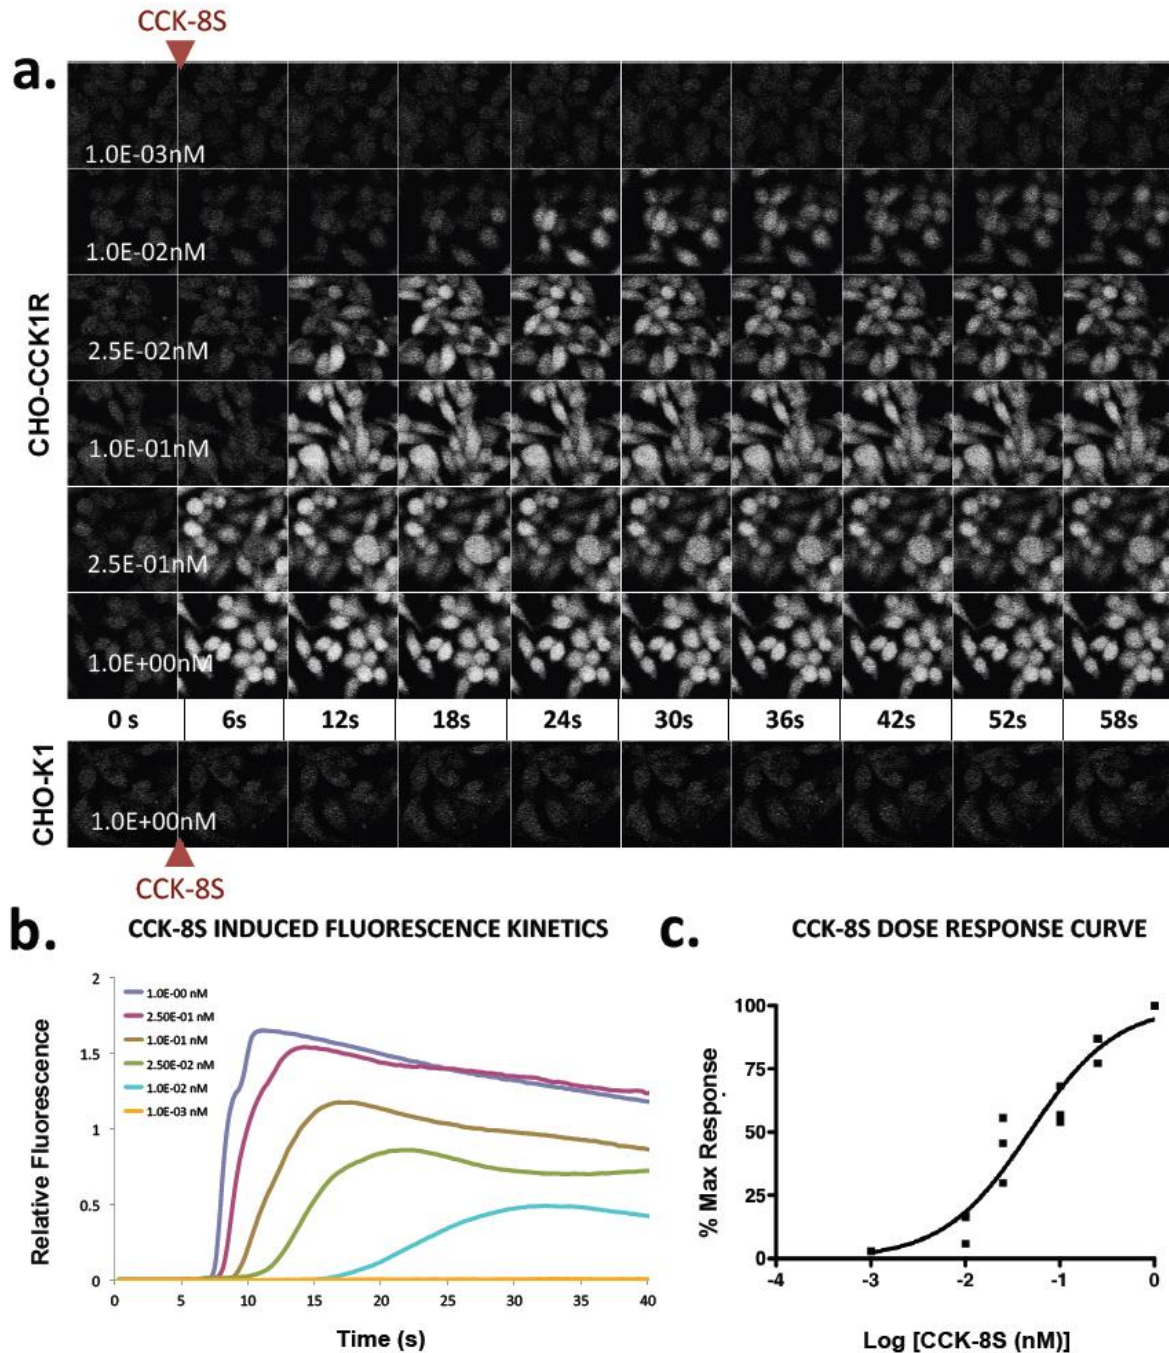 CCK-8S
a.
CHO-CCK1R
1.0E-03nM
1.0E-02nM
2.5E-02nM
1.0E-01nM
2.5E-01nM
1.0E+00nM
0 s 6s 12s 18s 24s 30s 36s 42s 52s 58s
CHO-K1
1.0E+00nM
CCK-8S
b. CCK-8S INDUCED FLUORESCENCE KINETICS
Relative Fluorescence
2
1.5
1
0.5
0
1.0E-00 nM
2.50E-01 nM
1.0E-01 nM
2.50E-02 nM
1.0E-02 nM
1.0E-03 nM
0 5 10 15 20 25 30 35 40
Time (s)
c. CCK-8S DOSE RESPONSE CURVE
% Max Response
100
75
50
25
0
-4 -3 -2 -1 0
Log [CCK-8S (nM)]